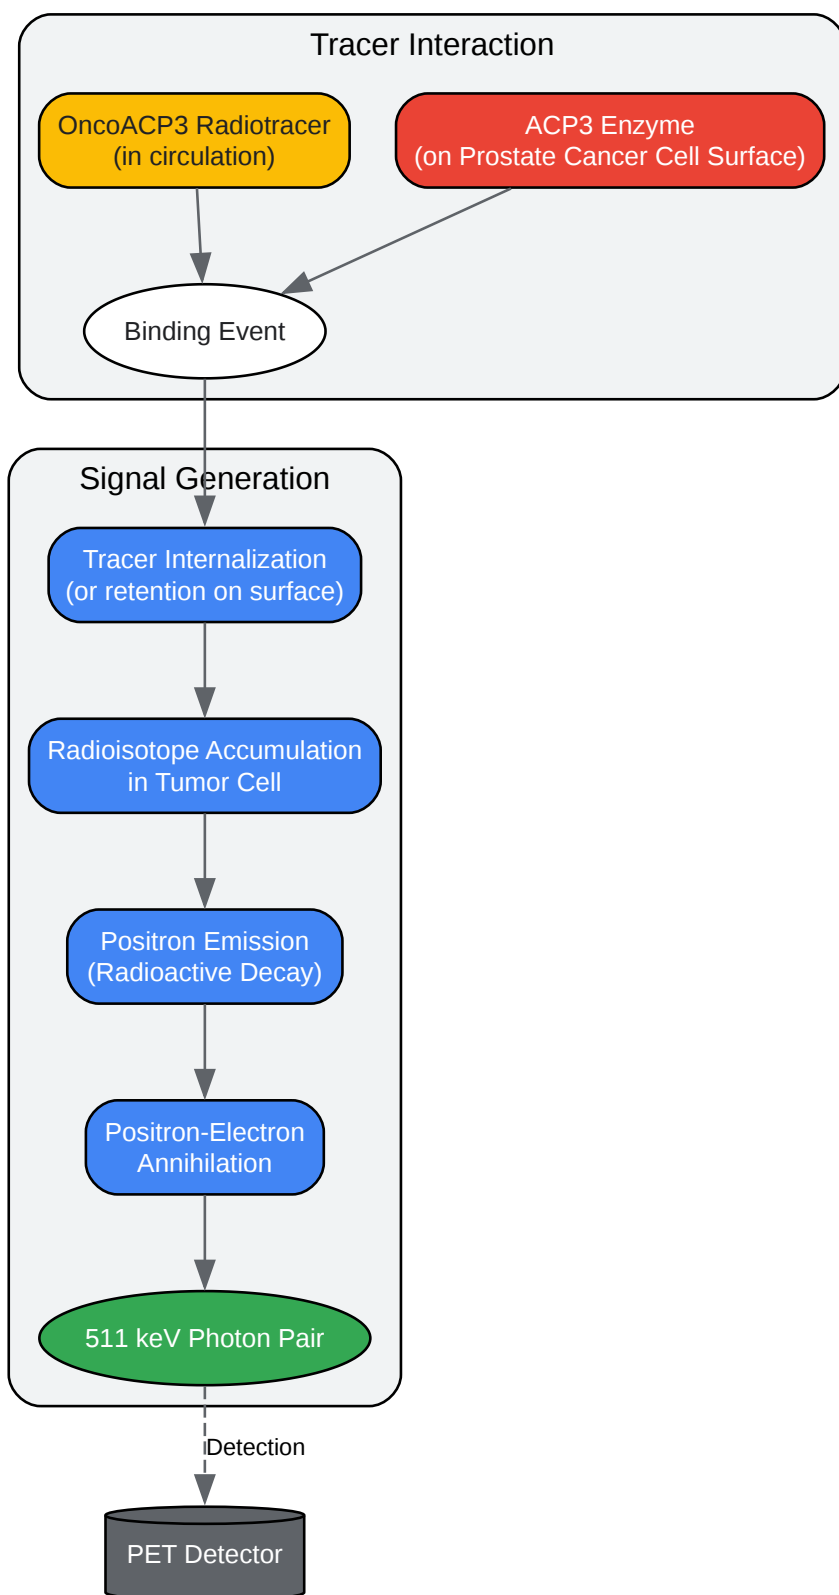 Tracer Interaction
OncoACP3 Radiotracer
(in circulation)
ACP3 Enzyme
(on Prostate Cancer Cell Surface)
Binding Event
Signal Generation
Tracer Internalization
(or retention on surface)
Radioisotope Accumulation
in Tumor Cell
Positron Emission
(Radioactive Decay)
Positron-Electron
Annihilation
511 keV Photon Pair
Detection
PET Detector